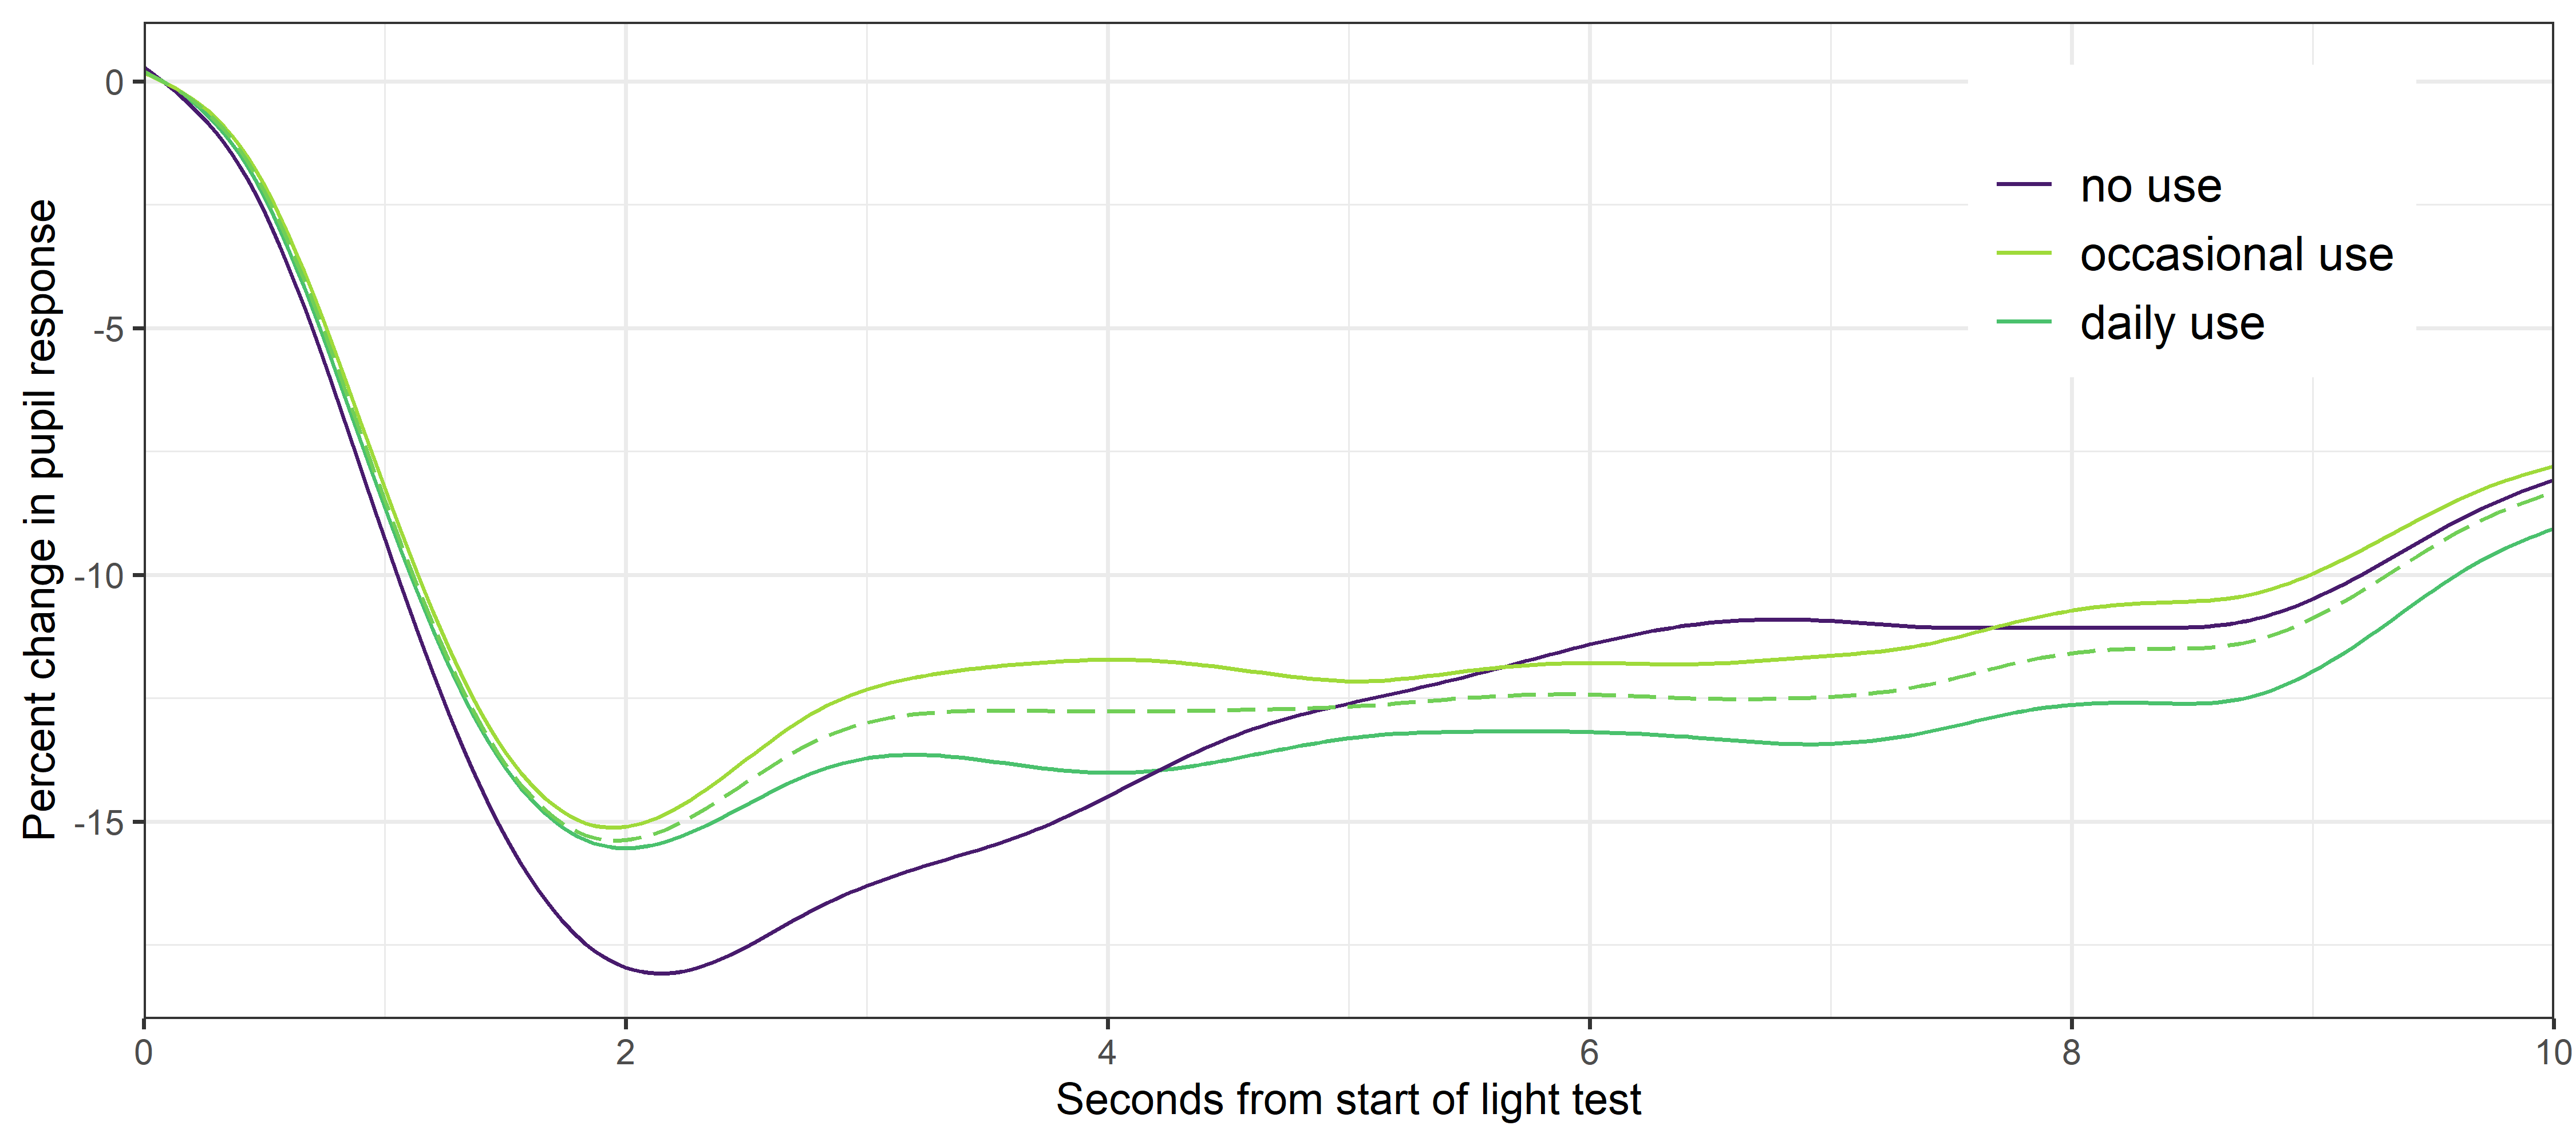 Percent change in pupil response
0
-5
-10
-15
no use
occasional use
daily use
0 2 4 6 8 10
Seconds from start of light test